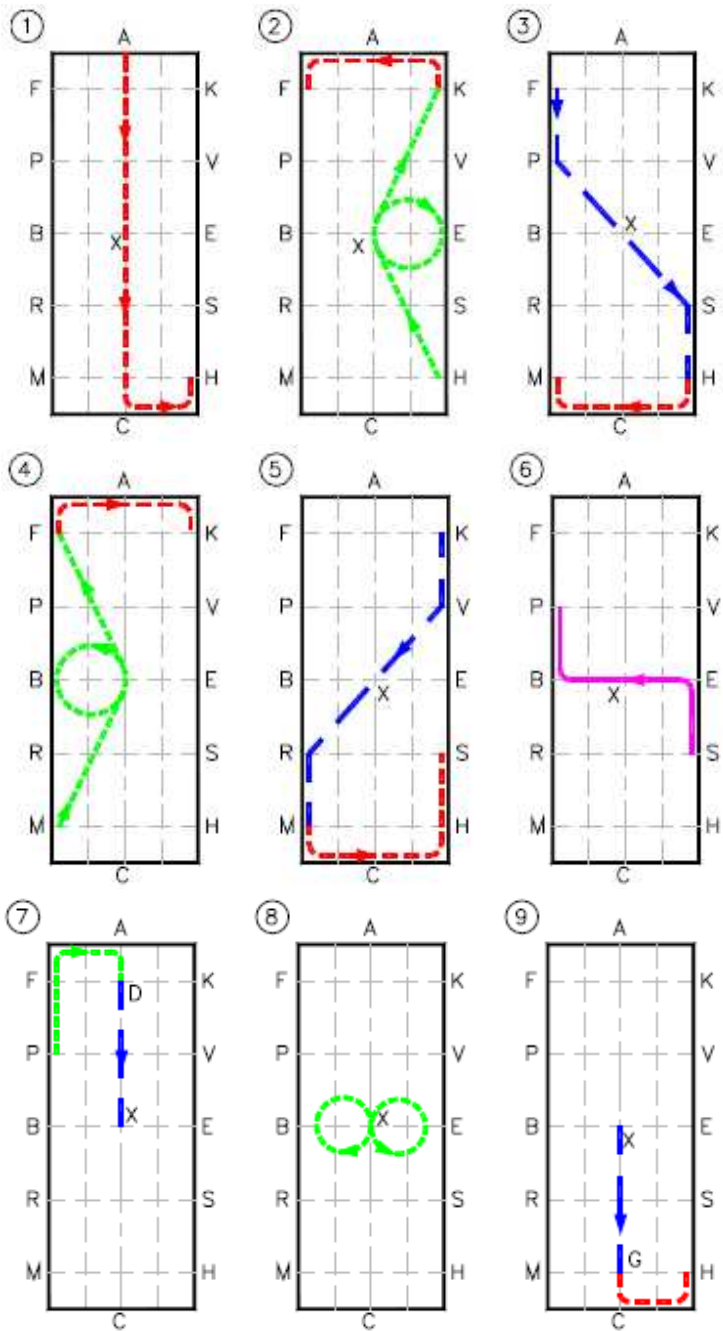 1 2 3
A A A
F K F K F K
P V P V P V
B X E B X E B X E
R S R S R S
M H M H M H
C C C
4 5 6
A A A
F K F K F K
P V P V P V
B E B X E B X E
R S R S R S
M H M H M H
C C C
7 8 9
A A A
F D K F K F K
P V P V P V
B X E B X E B X E
R S R S R S
M H M H M G H
C C C